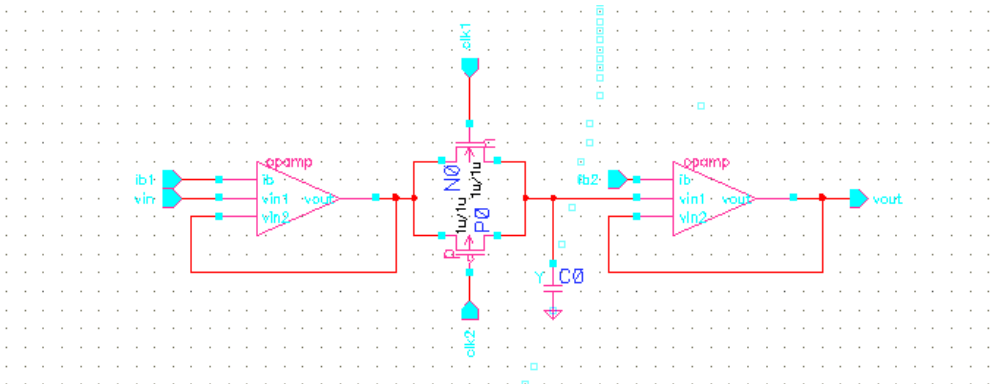 clk1
opamp
ib1
ib
vin
vin1
vout
vin2
N0
1u/1u
1u/1u
P0
clk2
Y
C0
opamp
ib2
ib
vin1
vout
vin2
vout